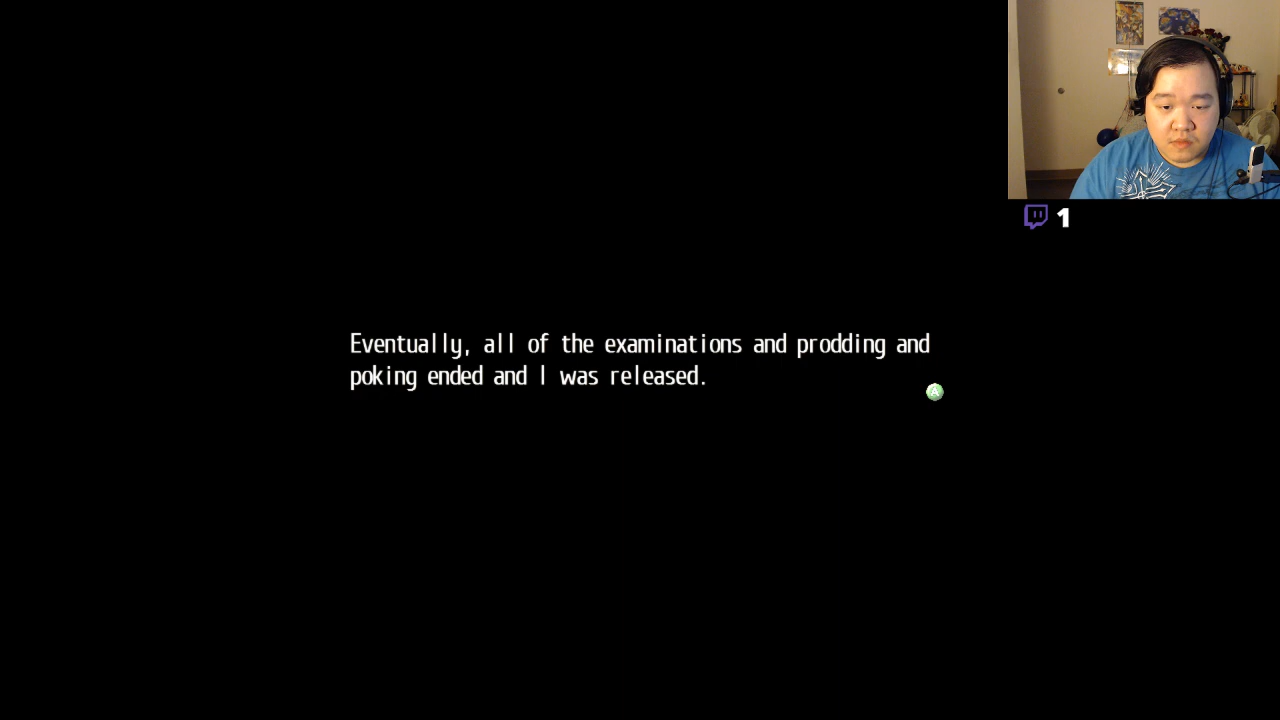 1
Eventually, all of the examinations and prodding and
poking ended and I was released.
A